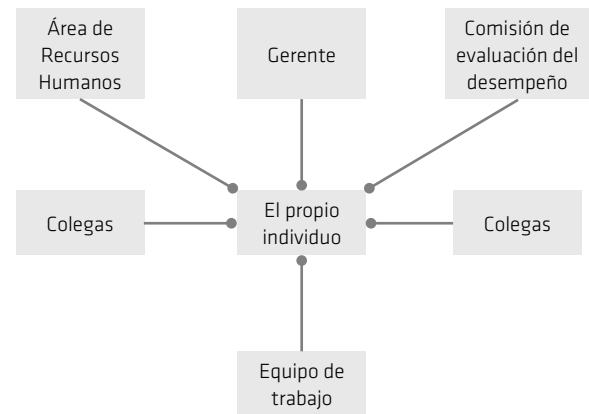 Área de
Recursos
Humanos
Gerente
Comisión de
evaluación del
desempeño
Colegas
El propio
individuo
Colegas
Equipo de
trabajo